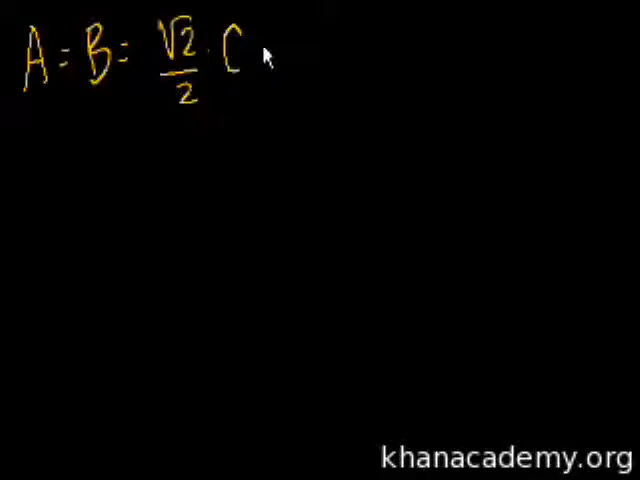 A = B = √2/2 · C
khanacademy.org